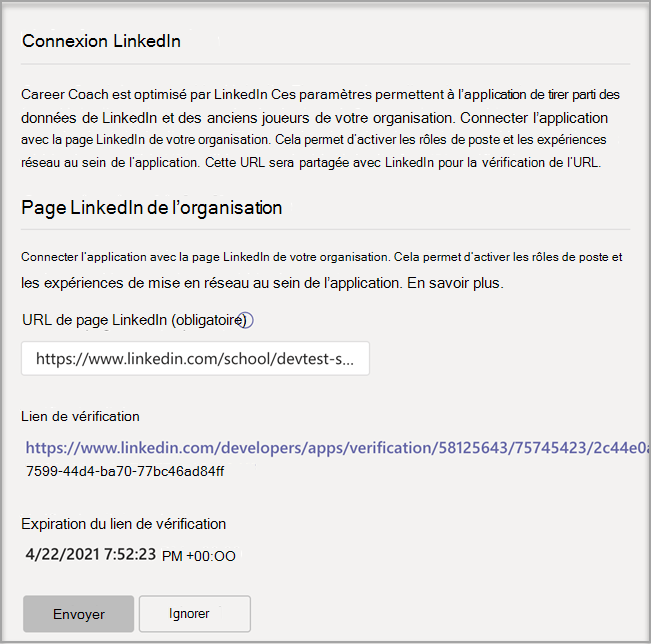 Connexion LinkedIn
Career Coach est optimisé par LinkedIn Ces paramètres permettent à l'application de tirer parti des
données de LinkedIn et des anciens joueurs de votre organisation. Connecter l'application
avec la page LinkedIn de votre organisation. Cela permet d'activer les rôles de poste et les expériences
réseau au sein de l'application. Cette URL sera partagée avec LinkedIn pour la vérification de l'URL.
Page LinkedIn de l'organisation
Connecter l'application avec la page LinkedIn de votre organisation. Cela permet d'activer les rôles de poste et
les expériences de mise en réseau au sein de l'application. En savoir plus.
URL de page LinkedIn (obligatoire)
https://www.linkedin.com/school/devtest-s...
Lien de vérification
https://www.linkedin.com/developers/apps/verification/58125643/75745423/2c44e0a
7599-44d4-ba70-77bc46ad84ff
Expiration du lien de vérification
4/22/2021 7:52:23 PM +00:OO
Envoyer
Ignorer